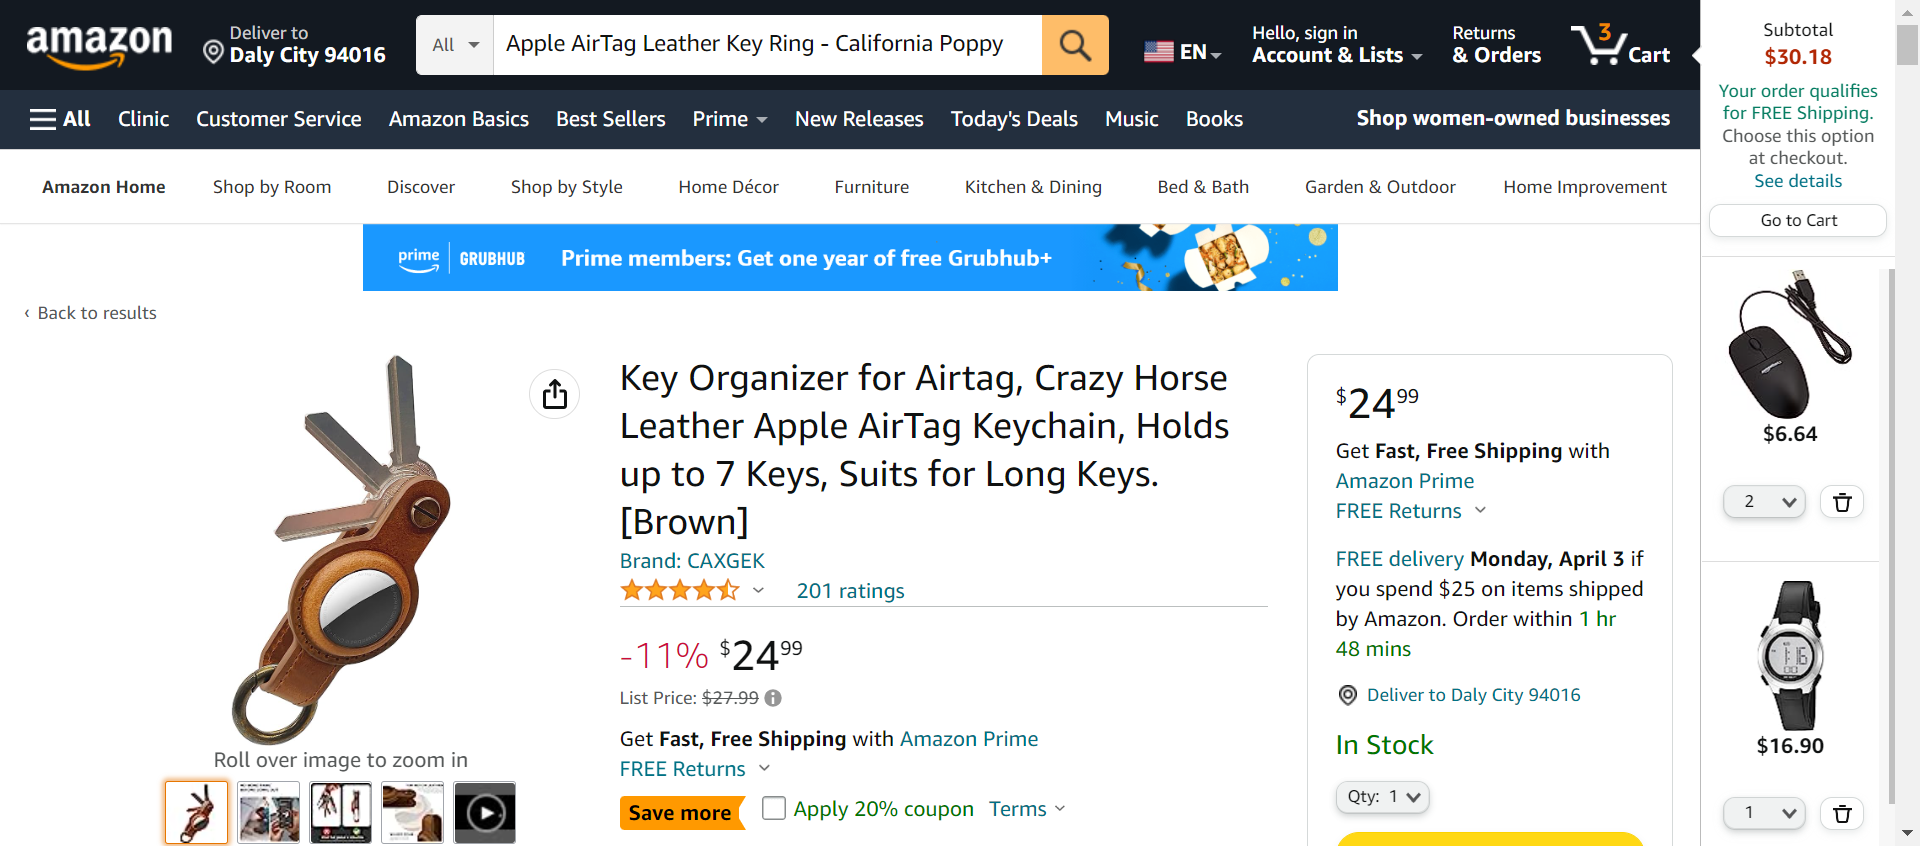 amazon
Deliver to
Daly City 94016
All
Apple AirTag Leather Key Ring - California Poppy
EN
Hello, sign in
Account & Lists
Returns
& Orders
3
Cart
All
Clinic
Customer Service
Amazon Basics
Best Sellers
Prime
New Releases
Today's Deals
Music
Books
Shop women-owned businesses
Amazon Home
Shop by Room
Discover
Shop by Style
Home Décor
Furniture
Kitchen & Dining
Bed & Bath
Garden & Outdoor
Home Improvement
prime
GRUBHUB
Prime members: Get one year of free Grubhub+
‹ Back to results
Roll over image to zoom in
Key Organizer for Airtag, Crazy Horse
Leather Apple AirTag Keychain, Holds
up to 7 Keys, Suits for Long Keys.
[Brown]
Brand: CAXGEK
201 ratings
-11% $2499
List Price: $27.99
Get Fast, Free Shipping with Amazon Prime
FREE Returns
Save more
Apply 20% coupon
Terms
$2499
Get Fast, Free Shipping with
Amazon Prime
FREE Returns
FREE delivery Monday, April 3 if
you spend $25 on items shipped
by Amazon. Order within 1 hr
48 mins
Deliver to Daly City 94016
In Stock
Qty: 1
Subtotal
$30.18
Your order qualifies
for FREE Shipping.
Choose this option
at checkout.
See details
Go to Cart
$6.64
2
1:16
$16.90
1